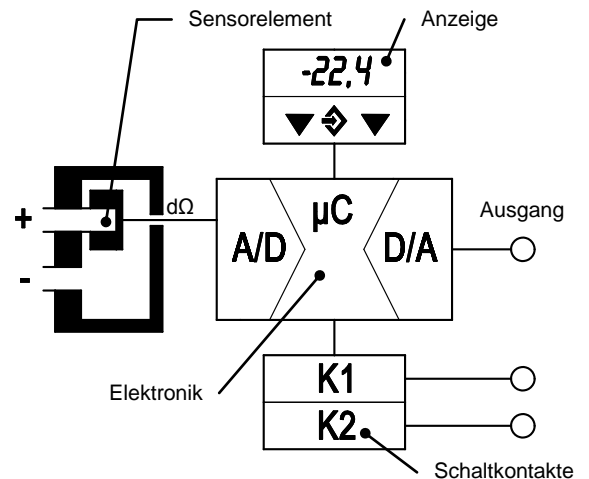 Sensorelement
Anzeige
-22,4
+
dΩ
-
A/D
µC
D/A
Ausgang
Elektronik
K1
K2
Schaltkontakte